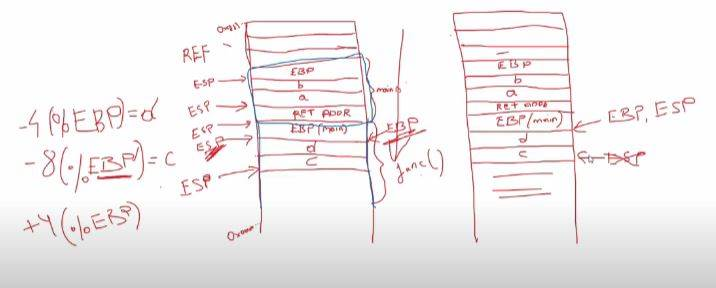 REF
ESP
EBP
b
main()
ESP
a
ESP
RET ADDR
ESP
EBP(main)
EBP
ESP
d
c
func()
-4(%EBP)=d
-8(%EBP)=c
+4(%EBP)
EBP
b
a
RET ADDR
EBP(main)
EBP, ESP
d
c
ESP